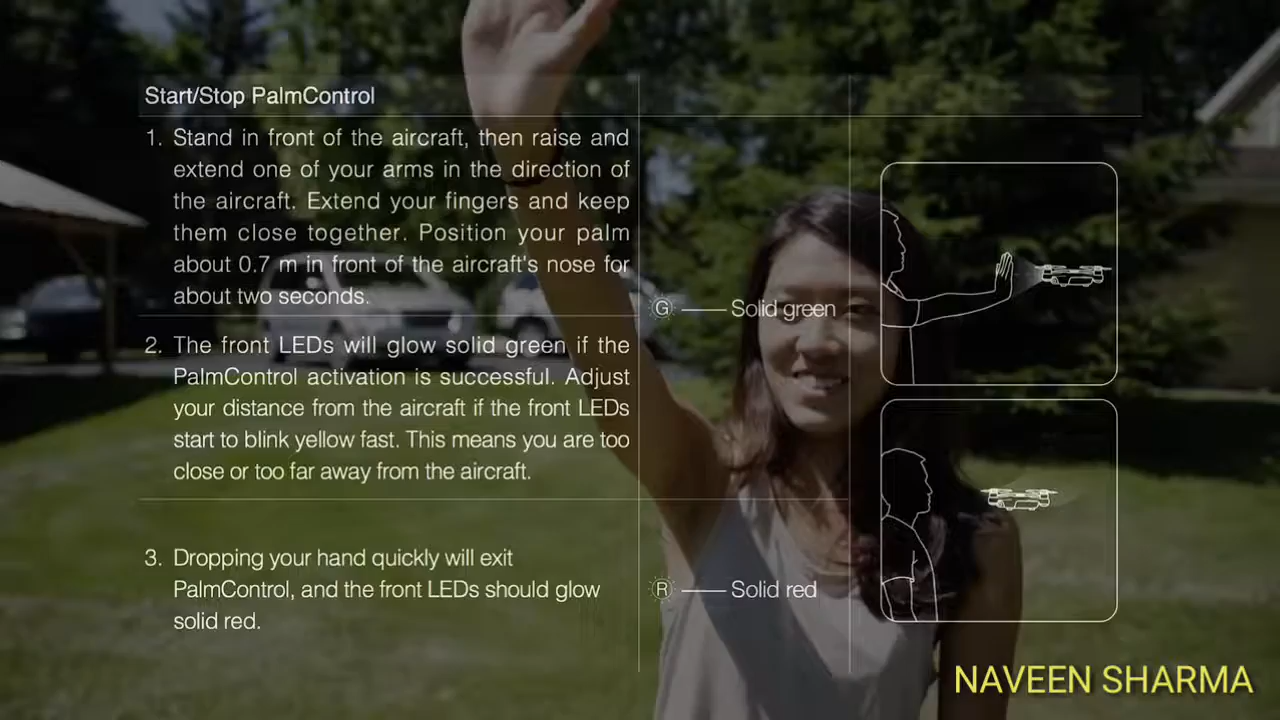 Start/Stop PalmControl
1. Stand in front of the aircraft, then raise and
extend one of your arms in the direction of
the aircraft. Extend your fingers and keep
them close together. Position your palm
about 0.7 m in front of the aircraft's nose for
about two seconds.
G — Solid green
2. The front LEDs will glow solid green if the
PalmControl activation is successful. Adjust
your distance from the aircraft if the front LEDs
start to blink yellow fast. This means you are too
close or too far away from the aircraft.
3. Dropping your hand quickly will exit
PalmControl, and the front LEDs should glow
solid red.
R — Solid red
NAVEEN SHARMA